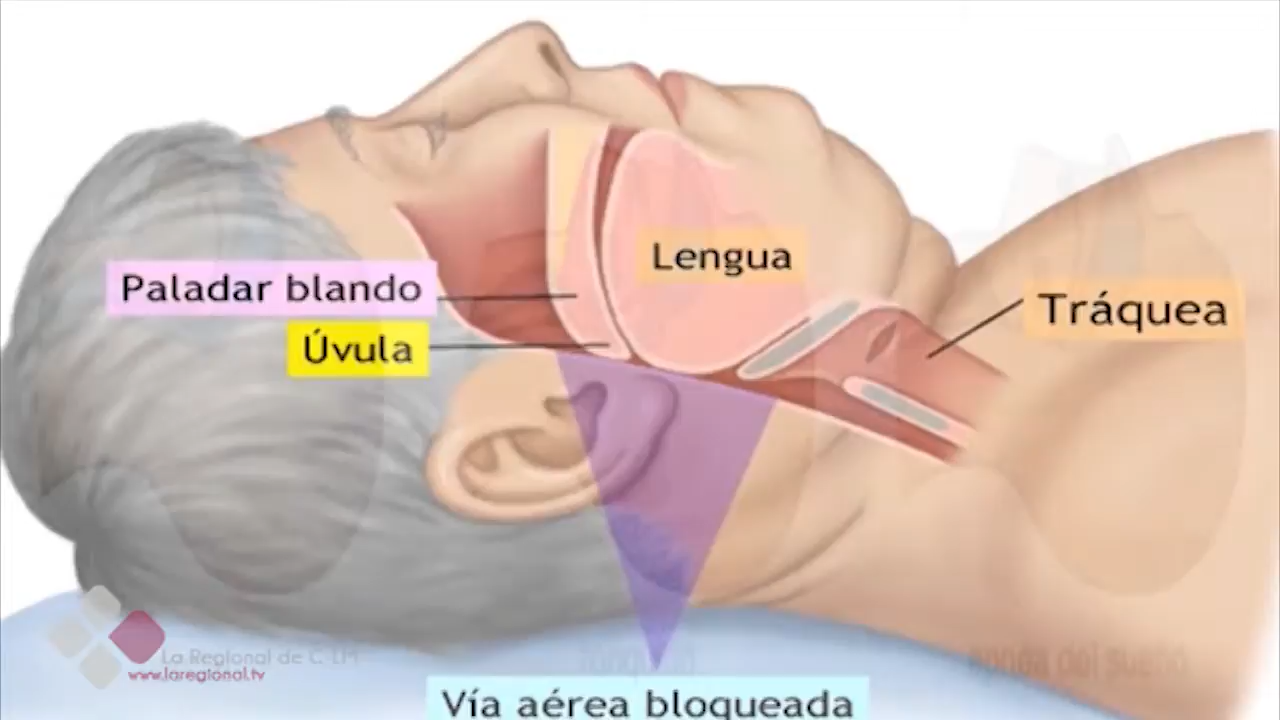 Lengua
Paladar blando
Tráquea
Úvula
La Regional de C-LM
www.laregional.tv
Vía aérea bloqueada